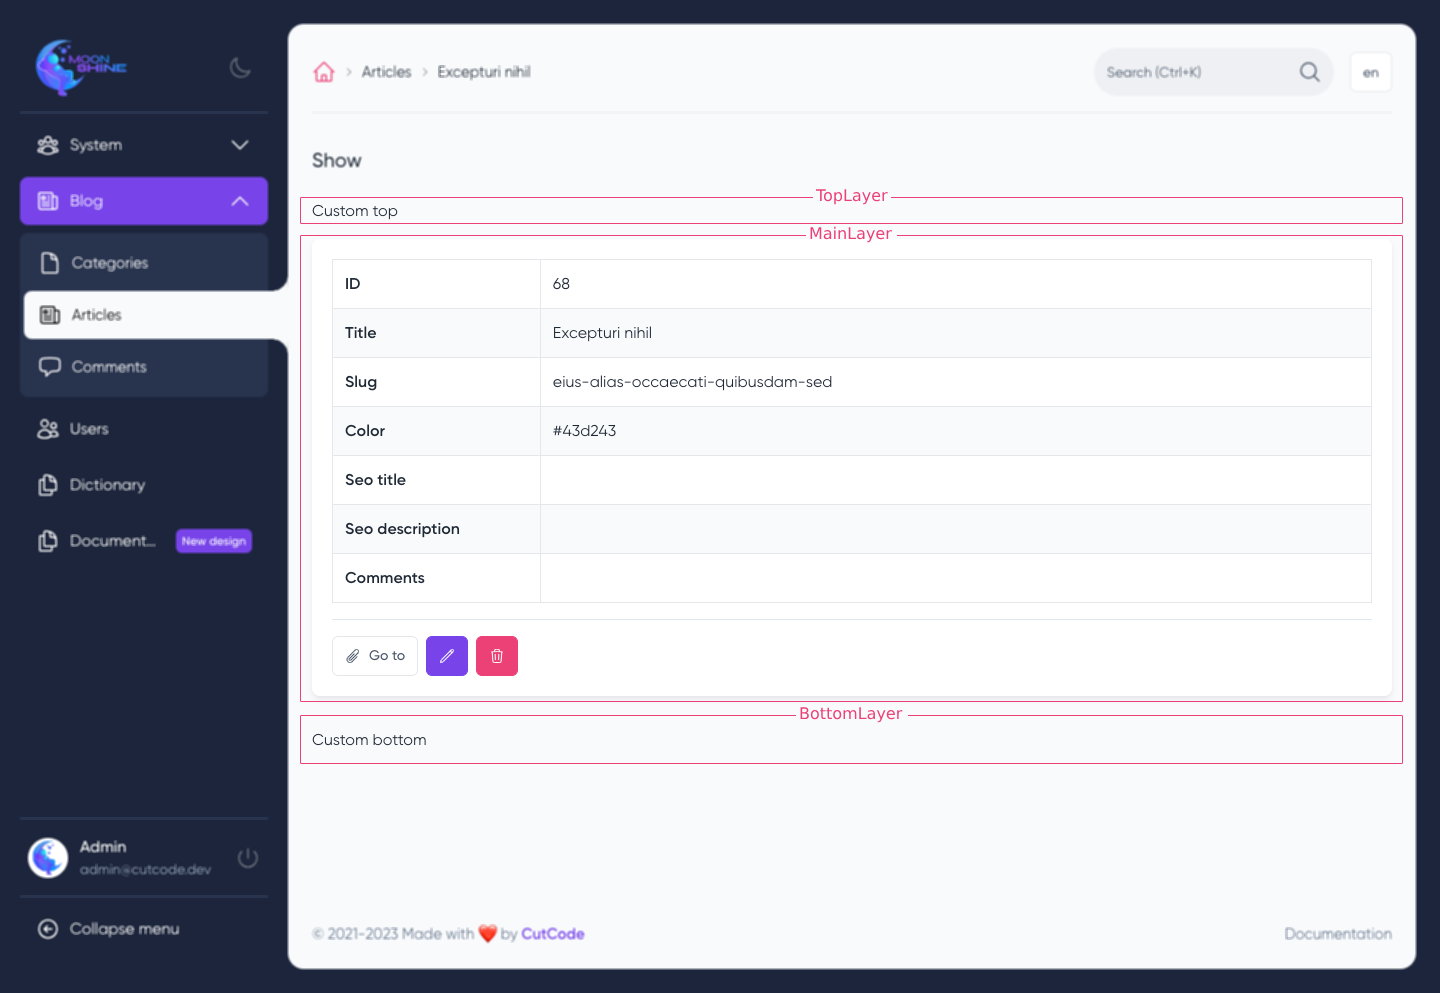 MOON
SHINE
System
Blog
Categories
Articles
Comments
Users
Dictionary
Document... New design
Admin
admin@cutcode.dev
Collapse menu
Articles Excepturi nihil
Search (Ctrl+K)
en
Show
TopLayer
Custom top
MainLayer
ID 68
Title Excepturi nihil
Slug eius-alias-occaecati-quibusdam-sed
Color #43d243
Seo title
Seo description
Comments
Go to
BottomLayer
Custom bottom
© 2021-2023 Made with ❤️ by CutCode
Documentation